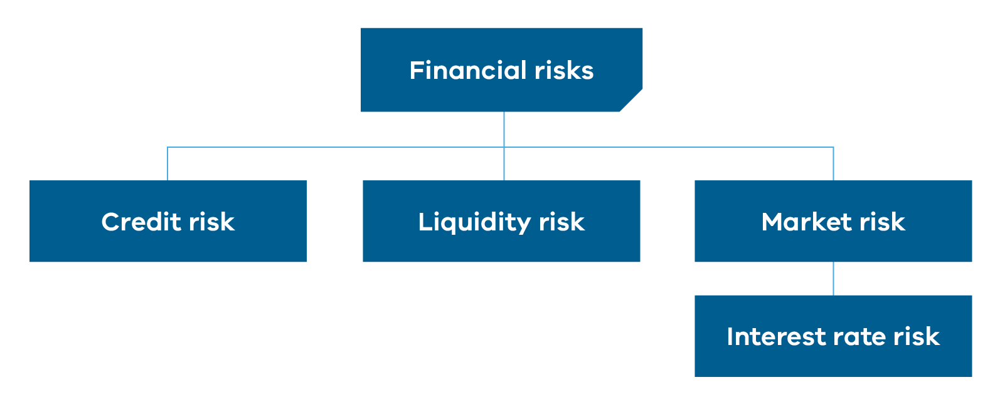 Financial risks
Credit risk
Liquidity risk
Market risk
Interest rate risk